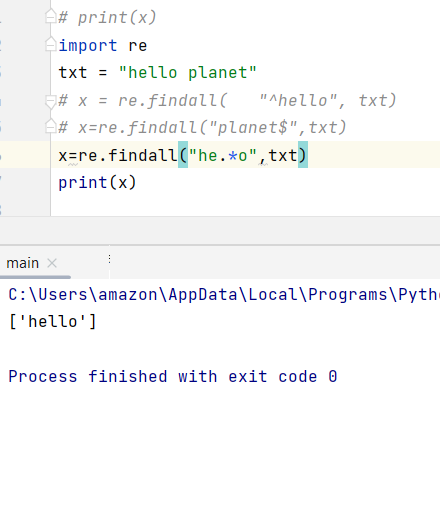 # print(x)
import re
txt = "hello planet"
# x = re.findall(   "^hello", txt)
# x=re.findall("planet$",txt)
x=re.findall("he.*o",txt)
print(x)
main
C:\Users\amazon\AppData\Local\Programs\Pyth
['hello']
Process finished with exit code 0